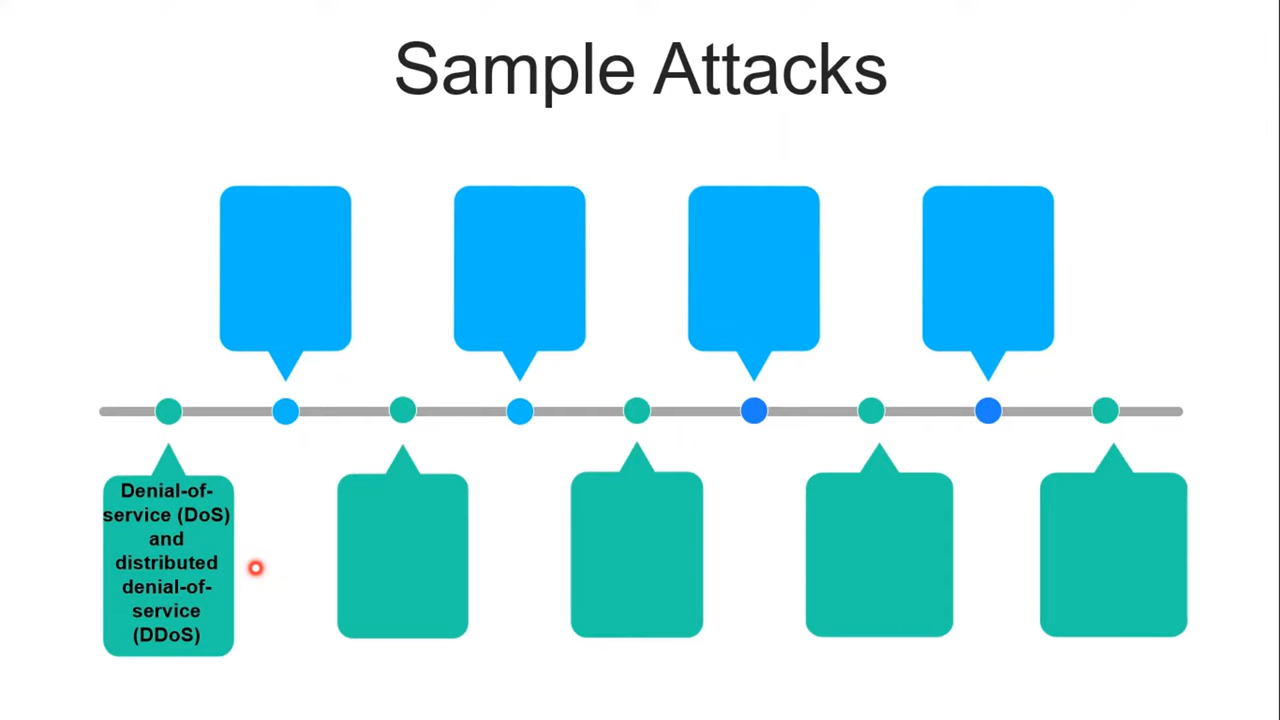 Sample Attacks
Denial-of-
service (DoS)
and
distributed
denial-of-
service
(DDoS)